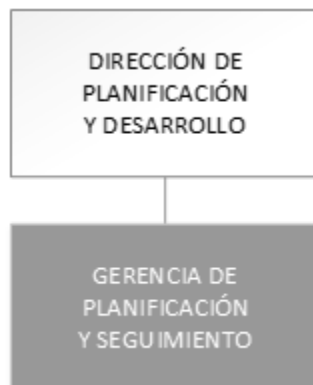 DIRECCIÓN DE
PLANIFICACIÓN
Y DESARROLLO
GERENCIA DE
PLANIFICACIÓN
Y SEGUIMIENTO